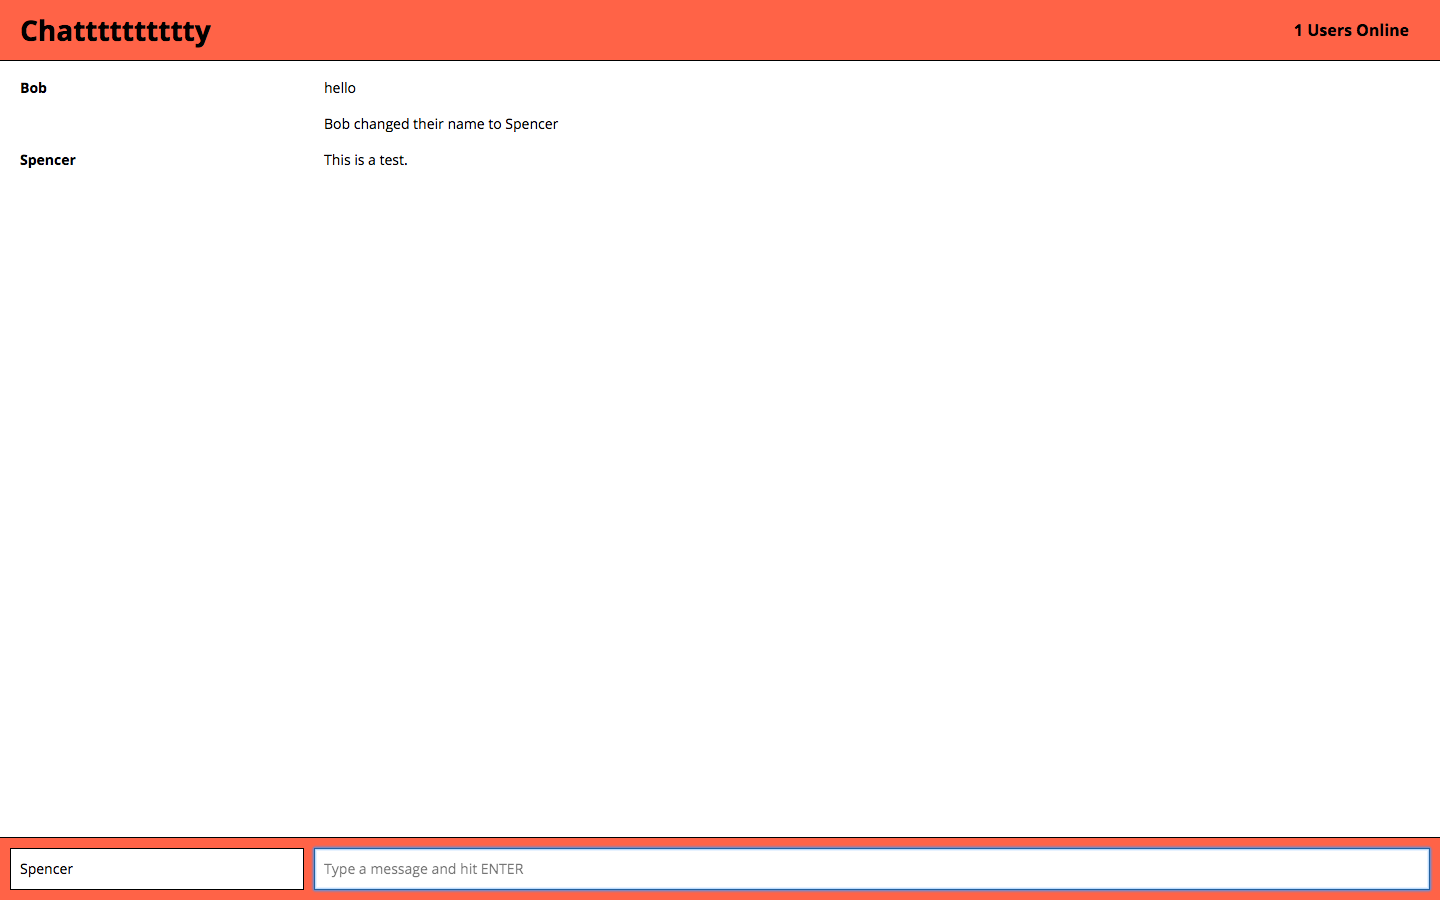 Chatttttttttty
1 Users Online
Bob
hello
Bob changed their name to Spencer
Spencer
This is a test.
Spencer
Type a message and hit ENTER